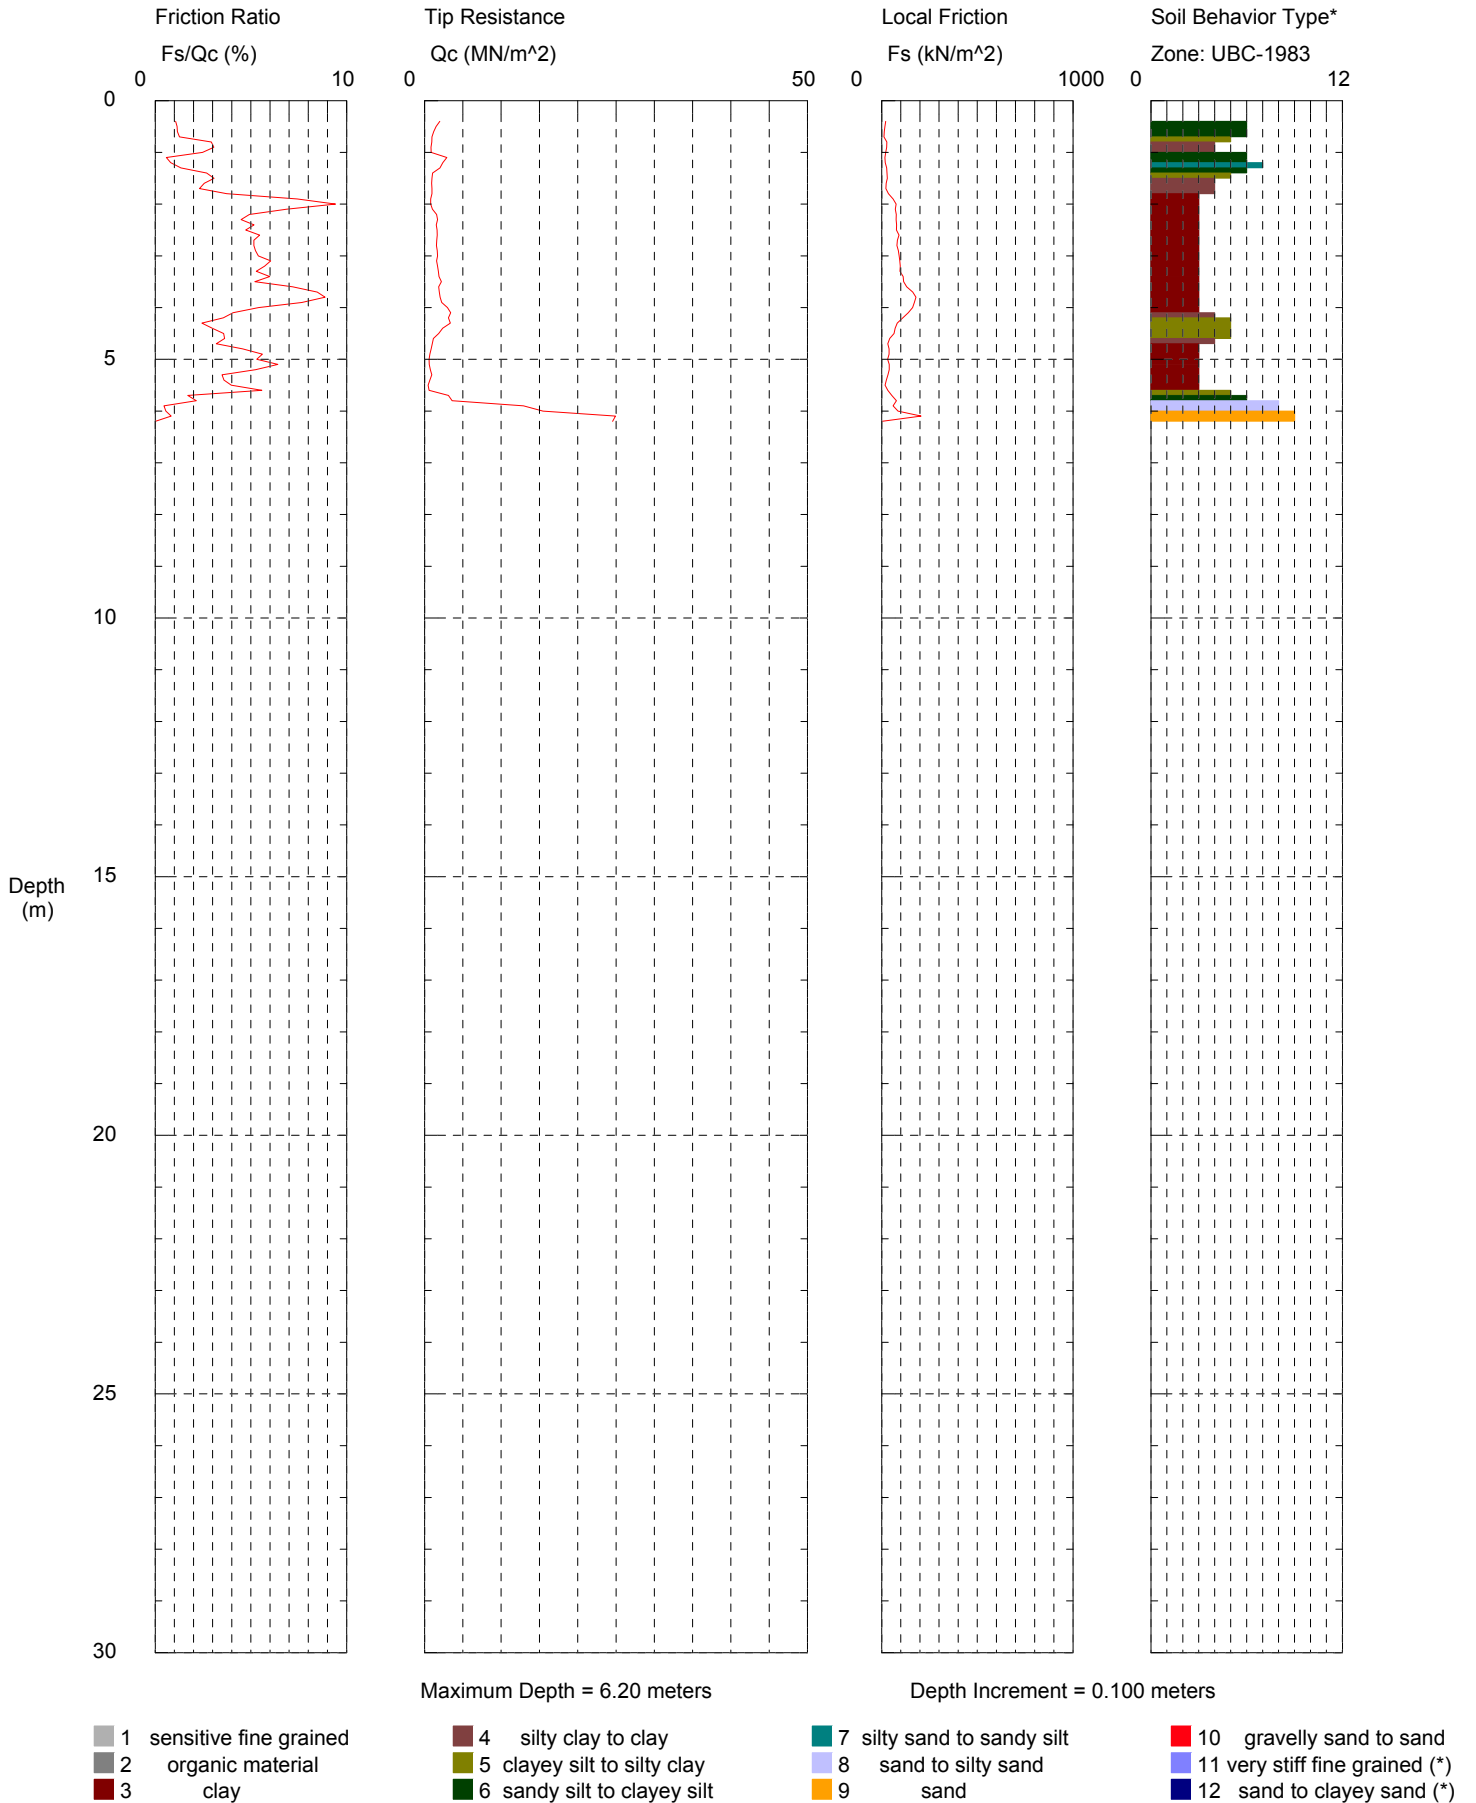 Friction Ratio
Fs/Qc (%)
0 10
Tip Resistance
Qc (MN/m^2)
0 50
Local Friction
Fs (kN/m^2)
0 1000
Soil Behavior Type*
Zone: UBC-1983
0 12
0
5
10
15
20
25
30
Depth
(m)
Maximum Depth = 6.20 meters
Depth Increment = 0.100 meters
1 sensitive fine grained
2 organic material
3 clay
4 silty clay to clay
5 clayey silt to silty clay
6 sandy silt to clayey silt
7 silty sand to sandy silt
8 sand to silty sand
9 sand
10 gravelly sand to sand
11 very stiff fine grained (*)
12 sand to clayey sand (*)